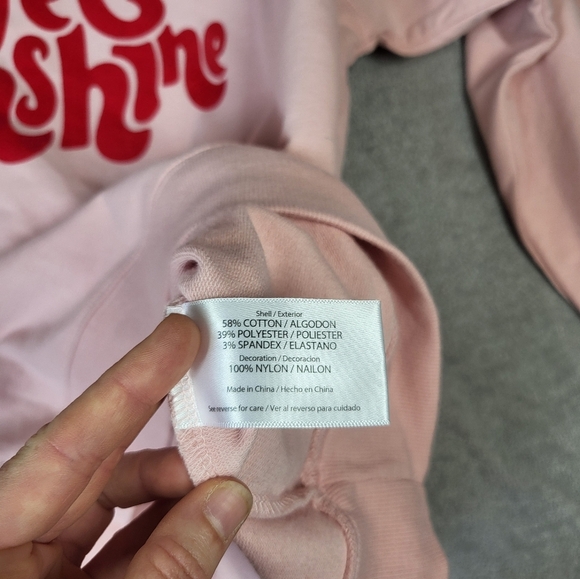 nshine
Shell / Exterior
58% COTTON / ALGODON
39% POLYESTER / POLIESTER
3% SPANDEX / ELASTANO
Decoration / Decoracion
100% NYLON / NAILON
Made in China / Hecho en China
See reverse for care / Ver al reverso para cuidado